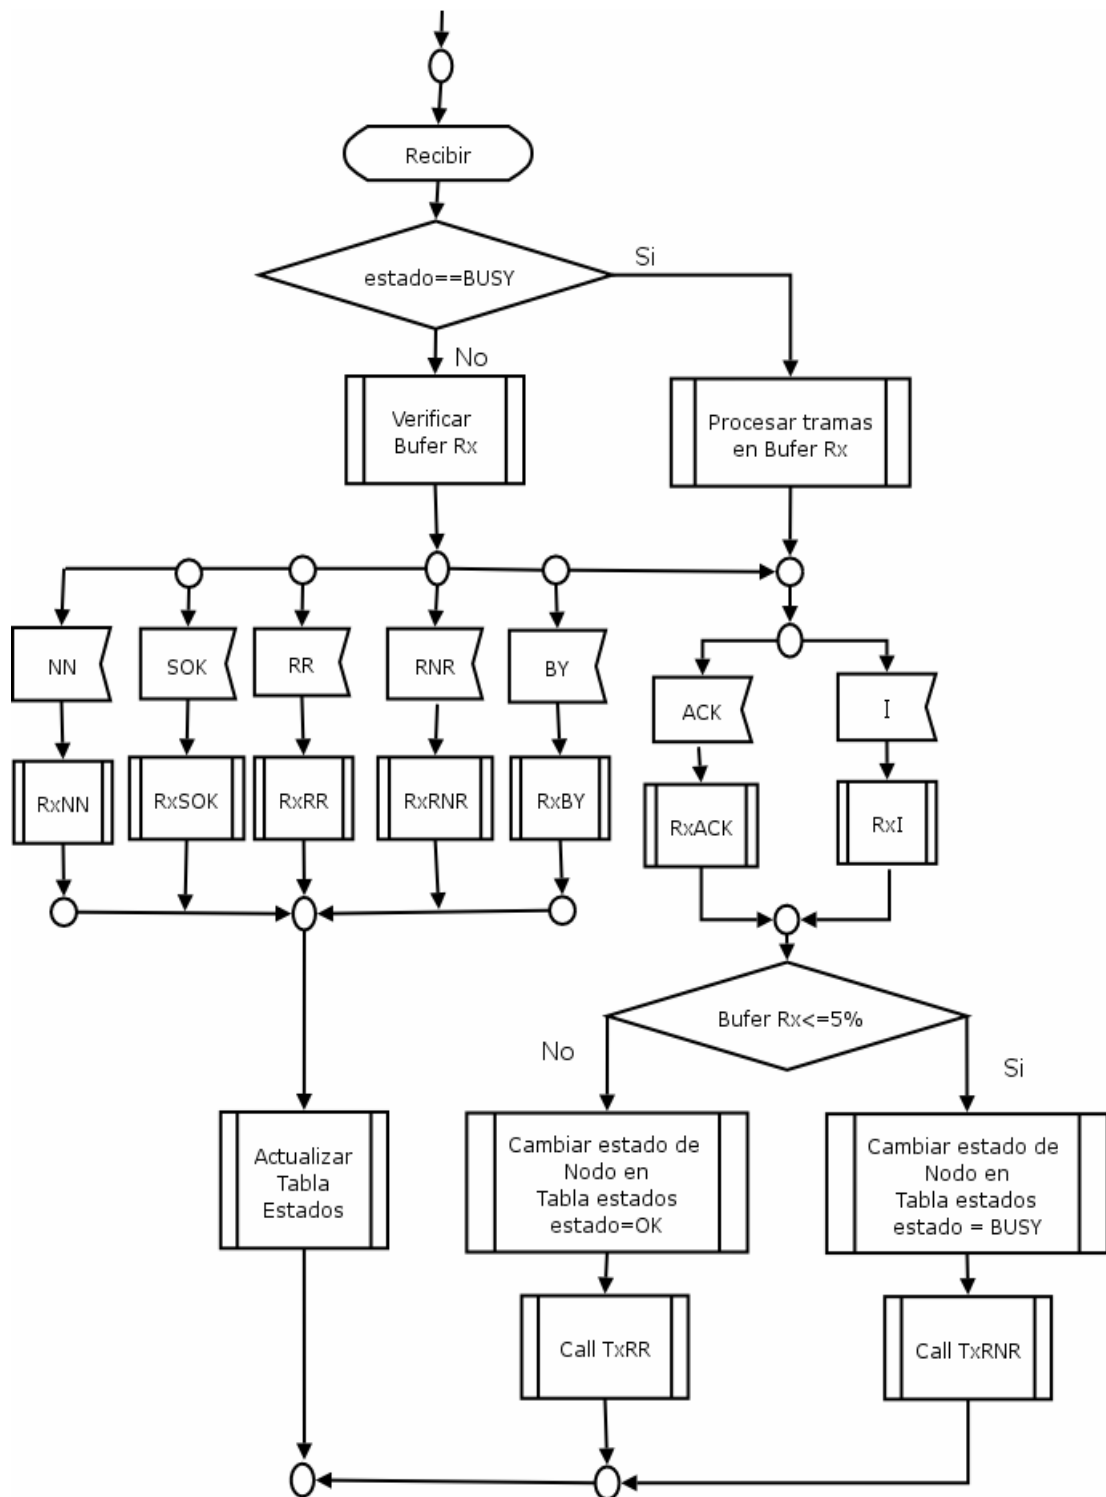 Recibir
Si
estado==BUSY
No
Verificar
Bufer Rx
Procesar tramas
en Bufer Rx
NN
SOK
RR
RNR
BY
ACK
I
RxNN
RxSOK
RxRR
RxRNR
RxBY
RxACK
RxI
Bufer Rx<=5%
No
Si
Actualizar
Tabla
Estados
Cambiar estado de
Nodo en
Tabla estados
estado=OK
Cambiar estado de
Nodo en
Tabla estados
estado = BUSY
Call TxRR
Call TxRNR